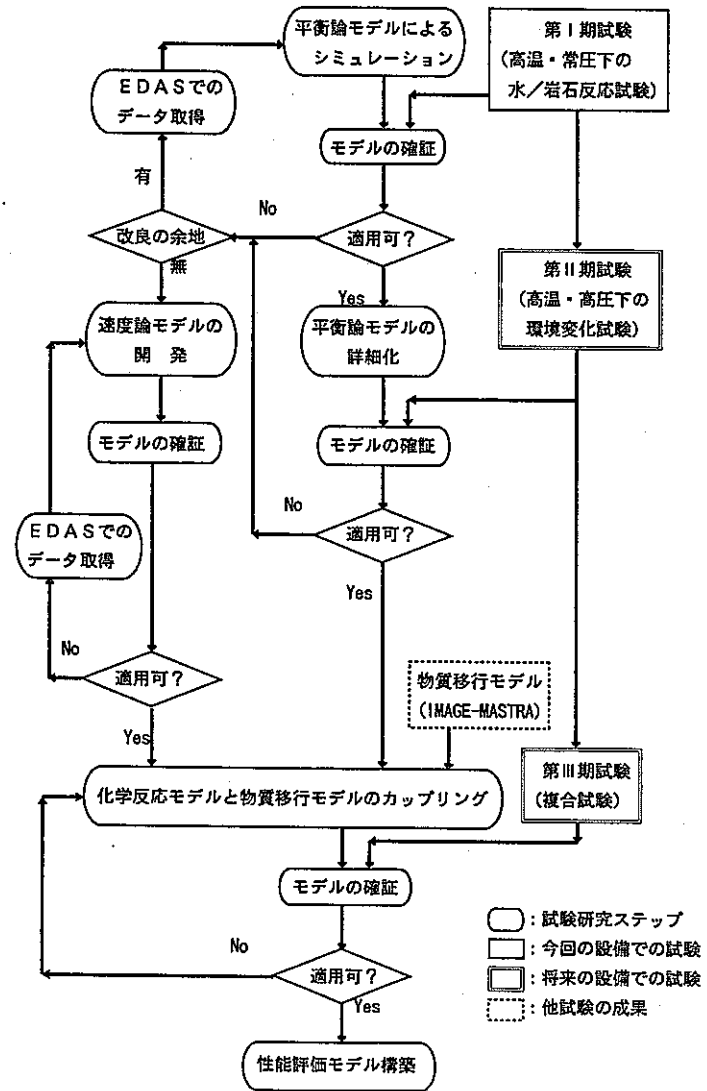 平衡論モデルによる
シミュレーション
第Ⅰ期試験
(高温・常圧下の
水／岩石反応試験)
ＥＤＡＳでの
データ取得
モデルの確証
有
No
改良の余地
適用可？
無
Yes
第Ⅱ期試験
(高温・高圧下の
環境変化試験)
速度論モデルの
開　発
平衡論モデルの
詳細化
モデルの確証
モデルの確証
No
ＥＤＡＳでの
データ取得
適用可？
Yes
No
適用可？
物質移行モデル
(IMAGE-MASTRA)
Yes
第Ⅲ期試験
(複合試験)
化学反応モデルと物質移行モデルのカップリング
モデルの確証
：試験研究ステップ
No
：今回の設備での試験
適用可？
：将来の設備での試験
Yes
：他試験の成果
性能評価モデル構築